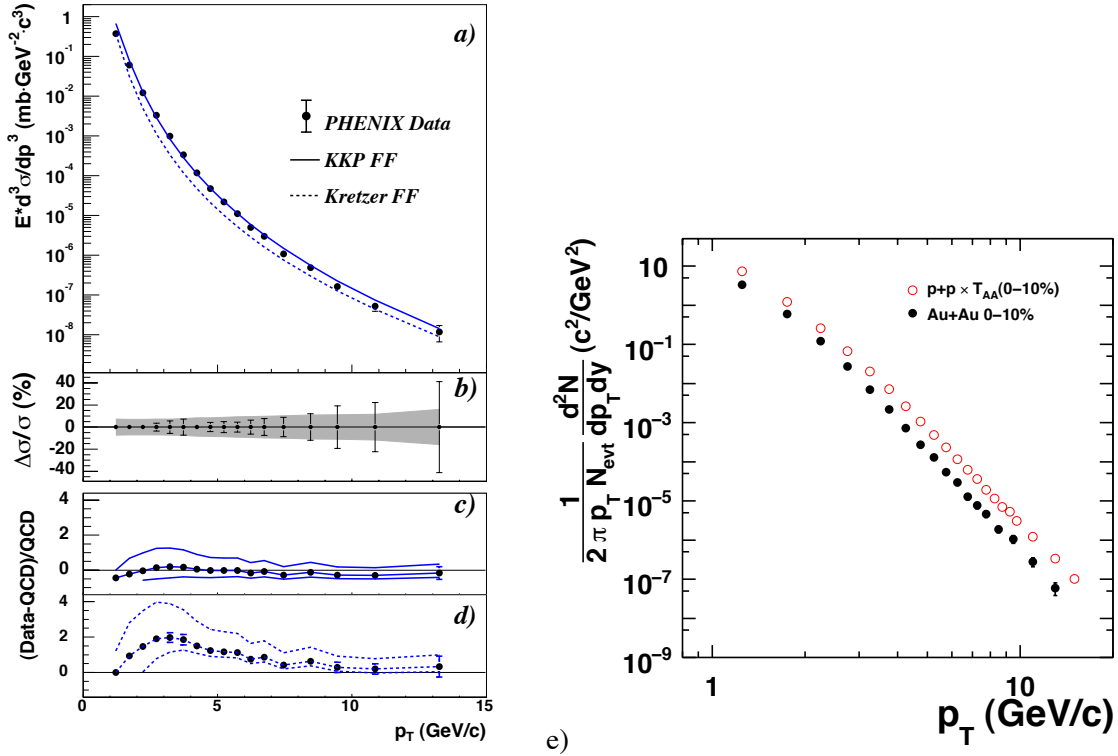 E*d³σ/dp³ (mb·GeV⁻²·c³)
1
10⁻¹
10⁻²
10⁻³
10⁻⁴
10⁻⁵
10⁻⁶
10⁻⁷
10⁻⁸
a)
PHENIX Data
KKP FF
Kretzer FF
Δσ/σ (%)
40
20
0
-20
-40
b)
(Data-QCD)/QCD
4
2
0
c)
4
2
0
d)
0 5 10 15
p_T (GeV/c)
e)
1/(2 π p_T N_evt) d²N/(dp_T dy) (c²/GeV²)
10
10⁻¹
10⁻³
10⁻⁵
10⁻⁷
10⁻⁹
p+p × T_AA(0–10%)
Au+Au 0–10%
1 10
p_T (GeV/c)